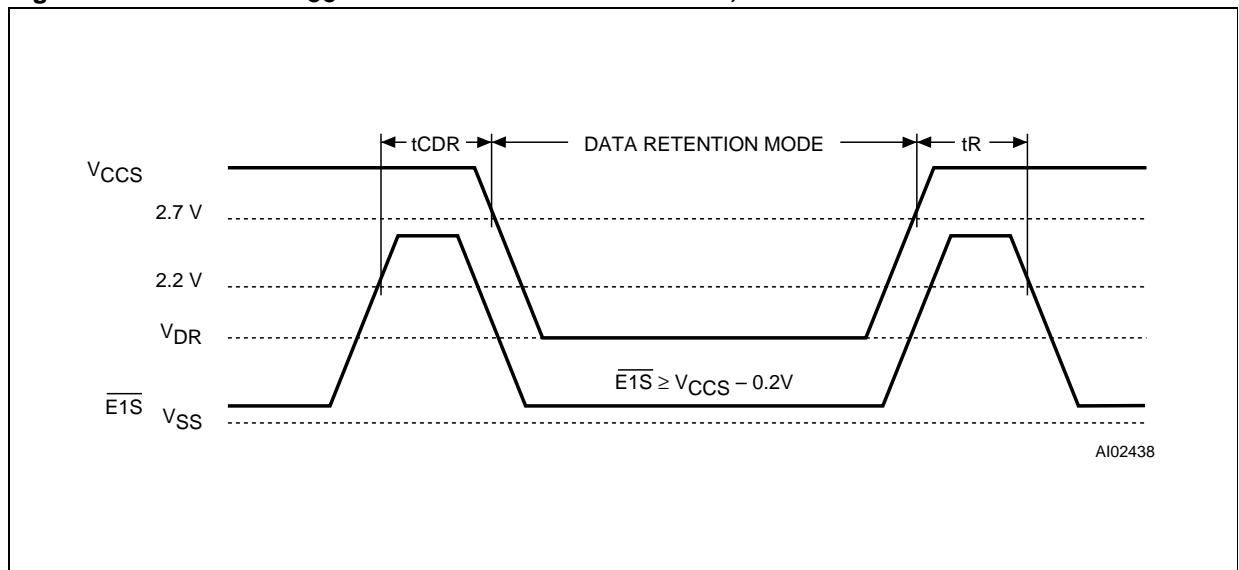 tCDR DATA RETENTION MODE tR
VCCS
2.7 V
2.2 V
VDR
E1S ≥ VCCS – 0.2V
E1S VSS
AI02438